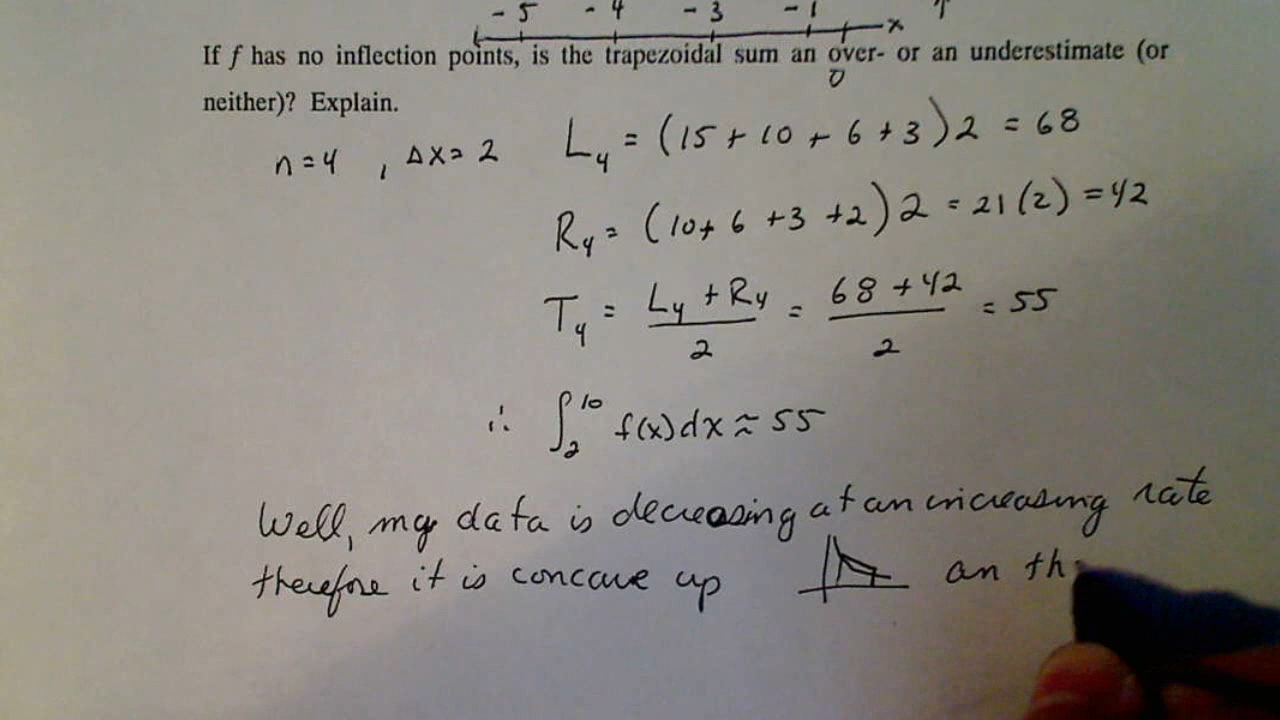 -5 -4 -3 -1
x
If f has no inflection points, is the trapezoidal sum an over- or an underestimate (or
0
neither)? Explain.
n=4 , Δx=2 L₄ = (15+10+6+3)2 = 68
R₄ = (10+6+3+2)2 = 21(2) = 42
T₄ = (L₄+R₄)/2 = (68+42)/2 = 55
∴ ∫₂¹⁰ f(x)dx ≈ 55
Well, my data is decreasing at an increasing rate
therefore it is concave up an th